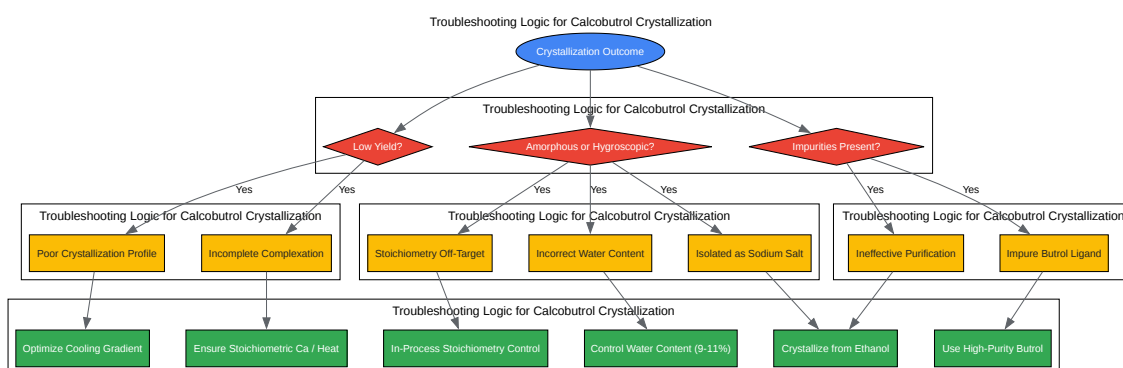 Troubleshooting Logic for Calcobutrol Crystallization
Crystallization Outcome
Troubleshooting Logic for Calcobutrol Crystallization
Low Yield?
Amorphous or Hygroscopic?
Impurities Present?
Yes
Yes
Yes
Yes
Yes
Yes
Yes
Troubleshooting Logic for Calcobutrol Crystallization
Troubleshooting Logic for Calcobutrol Crystallization
Troubleshooting Logic for Calcobutrol Crystallization
Poor Crystallization Profile
Incomplete Complexation
Stoichiometry Off-Target
Incorrect Water Content
Isolated as Sodium Salt
Ineffective Purification
Impure Butrol Ligand
Troubleshooting Logic for Calcobutrol Crystallization
Optimize Cooling Gradient
Ensure Stoichiometric Ca / Heat
In-Process Stoichiometry Control
Control Water Content (9-11%)
Crystallize from Ethanol
Use High-Purity Butrol